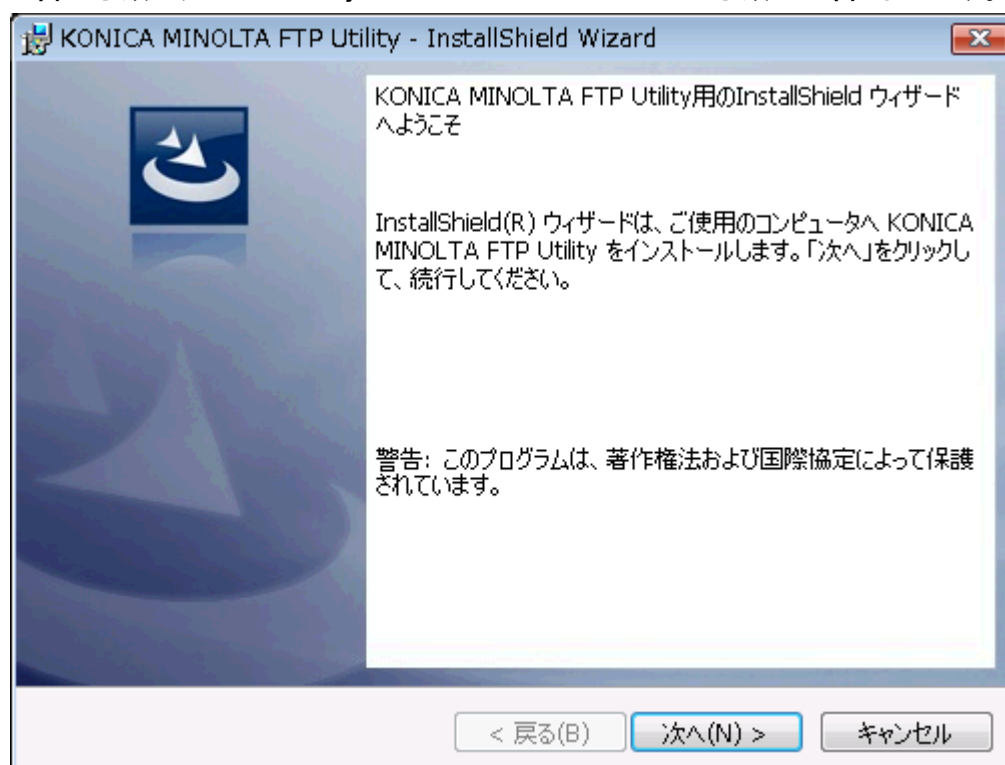 KONICA MINOLTA FTP Utility - InstallShield Wizard
KONICA MINOLTA FTP Utility用のInstallShield ウィザード
へようこそ
InstallShield(R) ウィザードは、ご使用のコンピュータへ KONICA
MINOLTA FTP Utility をインストールします。「次へ」をクリックし
て、続行してください。
警告: このプログラムは、著作権法および国際協定によって保護
されています。
< 戻る(B)
次へ(N) >
キャンセル